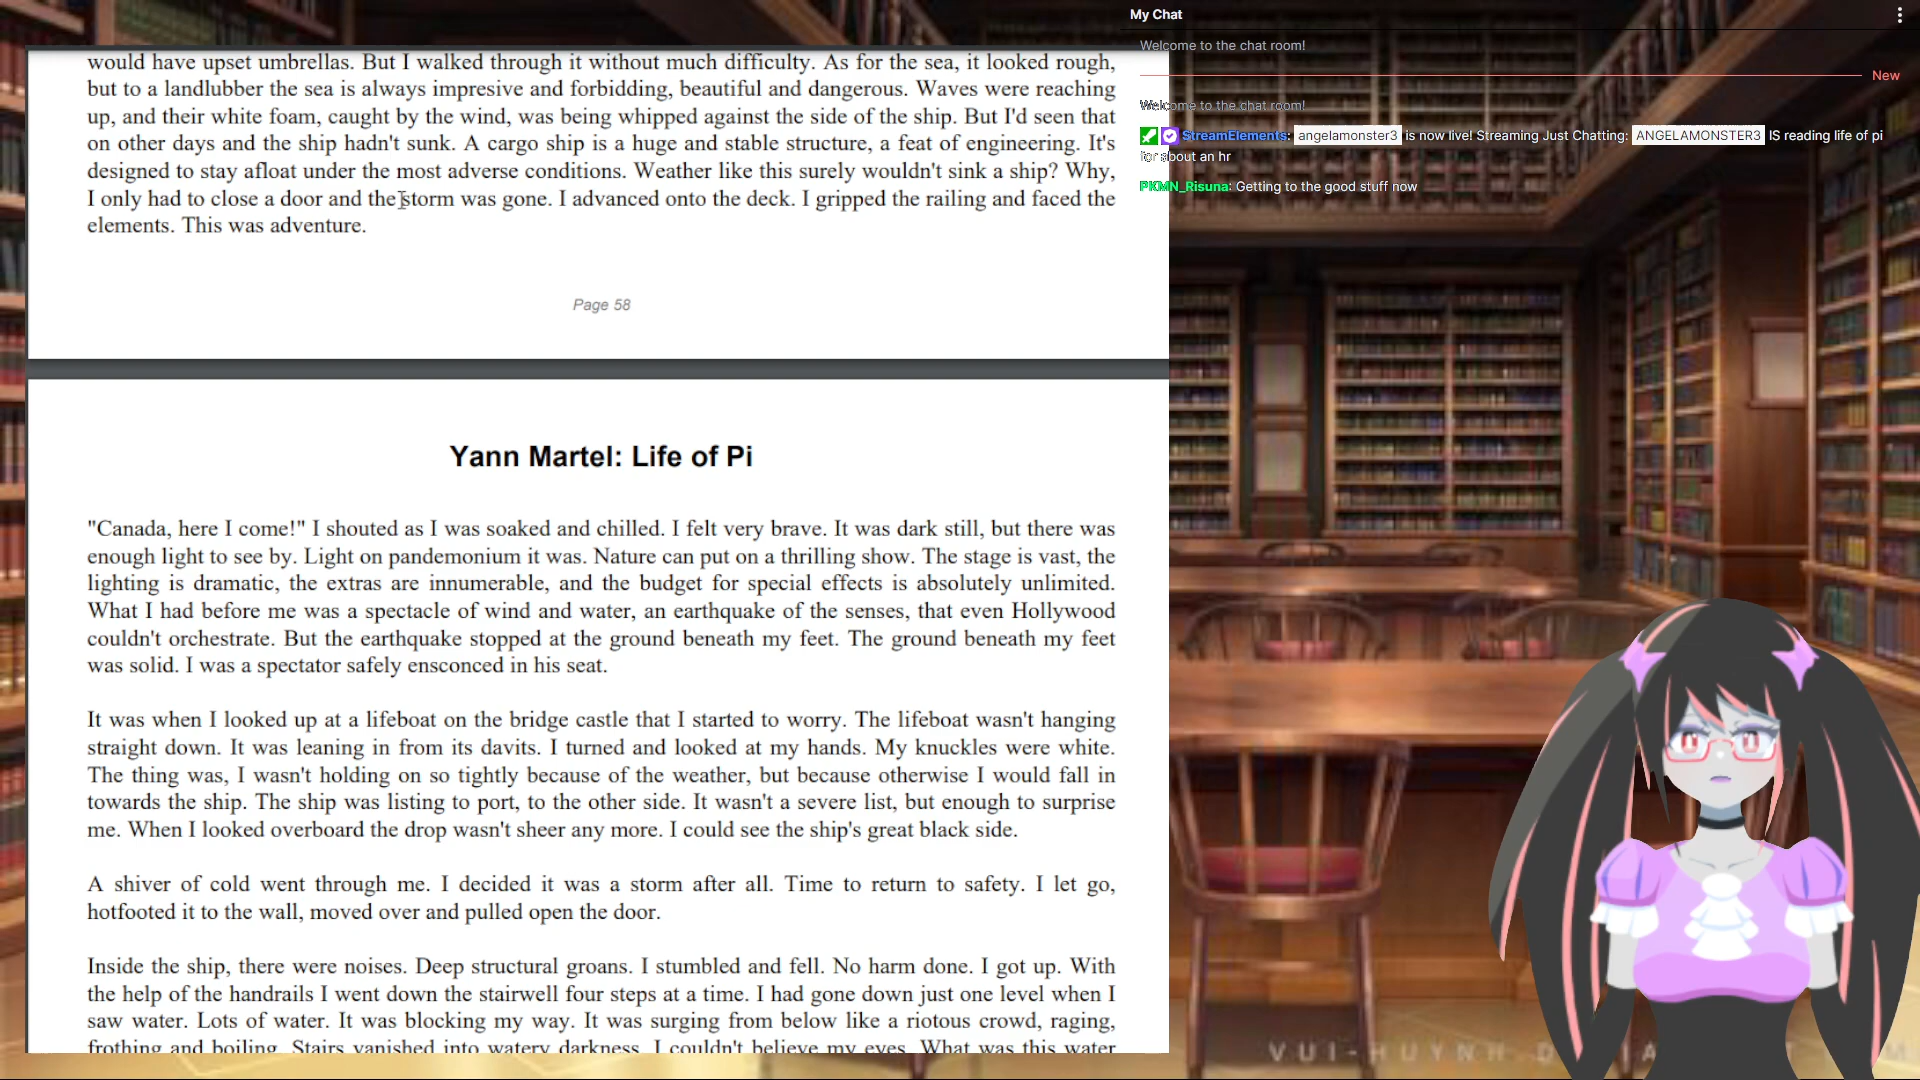 would have upset umbrellas. But I walked through it without much difficulty. As for the sea, it looked rough,
but to a landlubber the sea is always impresive and forbidding, beautiful and dangerous. Waves were reaching
up, and their white foam, caught by the wind, was being whipped against the side of the ship. But I'd seen that
on other days and the ship hadn't sunk. A cargo ship is a huge and stable structure, a feat of engineering. It's
designed to stay afloat under the most adverse conditions. Weather like this surely wouldn't sink a ship? Why,
I only had to close a door and the storm was gone. I advanced onto the deck. I gripped the railing and faced the
elements. This was adventure.
Page 58
Yann Martel: Life of Pi
"Canada, here I come!" I shouted as I was soaked and chilled. I felt very brave. It was dark still, but there was
enough light to see by. Light on pandemonium it was. Nature can put on a thrilling show. The stage is vast, the
lighting is dramatic, the extras are innumerable, and the budget for special effects is absolutely unlimited.
What I had before me was a spectacle of wind and water, an earthquake of the senses, that even Hollywood
couldn't orchestrate. But the earthquake stopped at the ground beneath my feet. The ground beneath my feet
was solid. I was a spectator safely ensconced in his seat.
It was when I looked up at a lifeboat on the bridge castle that I started to worry. The lifeboat wasn't hanging
straight down. It was leaning in from its davits. I turned and looked at my hands. My knuckles were white.
The thing was, I wasn't holding on so tightly because of the weather, but because otherwise I would fall in
towards the ship. The ship was listing to port, to the other side. It wasn't a severe list, but enough to surprise
me. When I looked overboard the drop wasn't sheer any more. I could see the ship's great black side.
A shiver of cold went through me. I decided it was a storm after all. Time to return to safety. I let go,
hotfooted it to the wall, moved over and pulled open the door.
Inside the ship, there were noises. Deep structural groans. I stumbled and fell. No harm done. I got up. With
the help of the handrails I went down the stairwell four steps at a time. I had gone down just one level when I
saw water. Lots of water. It was blocking my way. It was surging from below like a riotous crowd, raging,
frothing and boiling. Stairs vanished into watery darkness. I couldn't believe my eyes. What was this water
My Chat
Welcome to the chat room!
New
Welcome to the chat room!
StreamElements: angelamonster3 is now live! Streaming Just Chatting: ANGELAMONSTER3 IS reading life of pi
for about an hr
PKMN_Risuna: Getting to the good stuff now
VUI-HUYNH